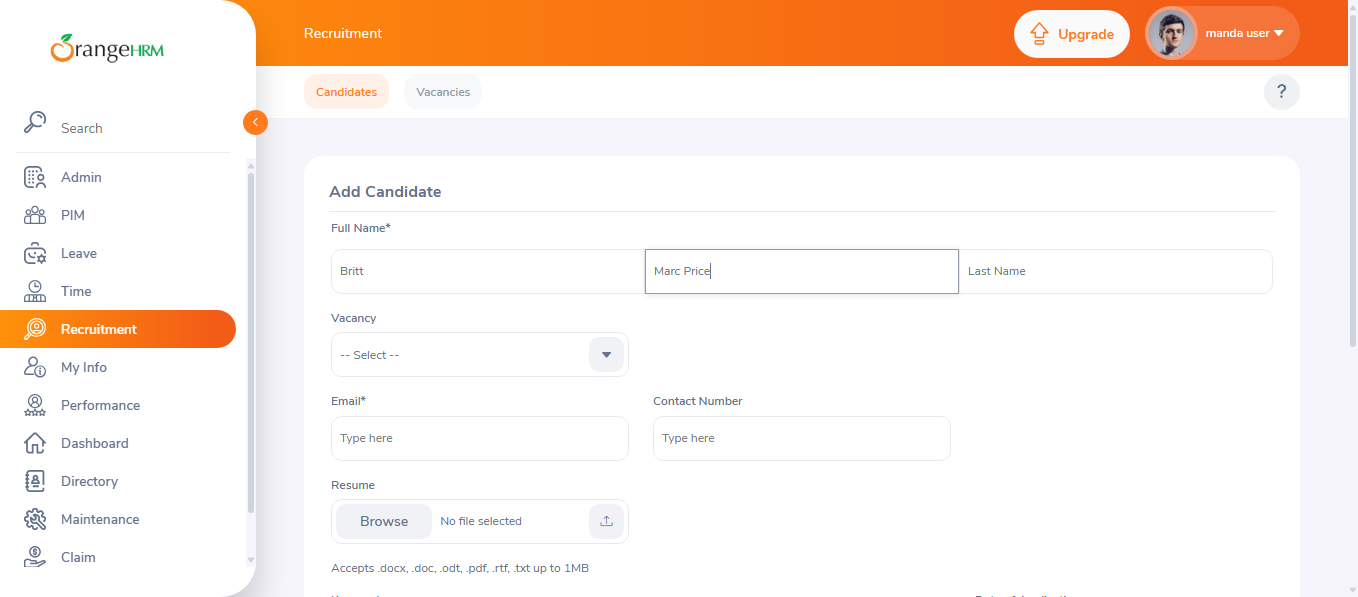 OrangeHRM
Recruitment
Upgrade
manda user
Candidates
Vacancies
?
Search
Admin
PIM
Leave
Time
Recruitment
My Info
Performance
Dashboard
Directory
Maintenance
Claim
Add Candidate
Full Name*
Britt
Marc Price
Last Name
Vacancy
-- Select --
Email*
Contact Number
Type here
Type here
Resume
Browse
No file selected
Accepts .docx, .doc, .odt, .pdf, .rtf, .txt up to 1MB